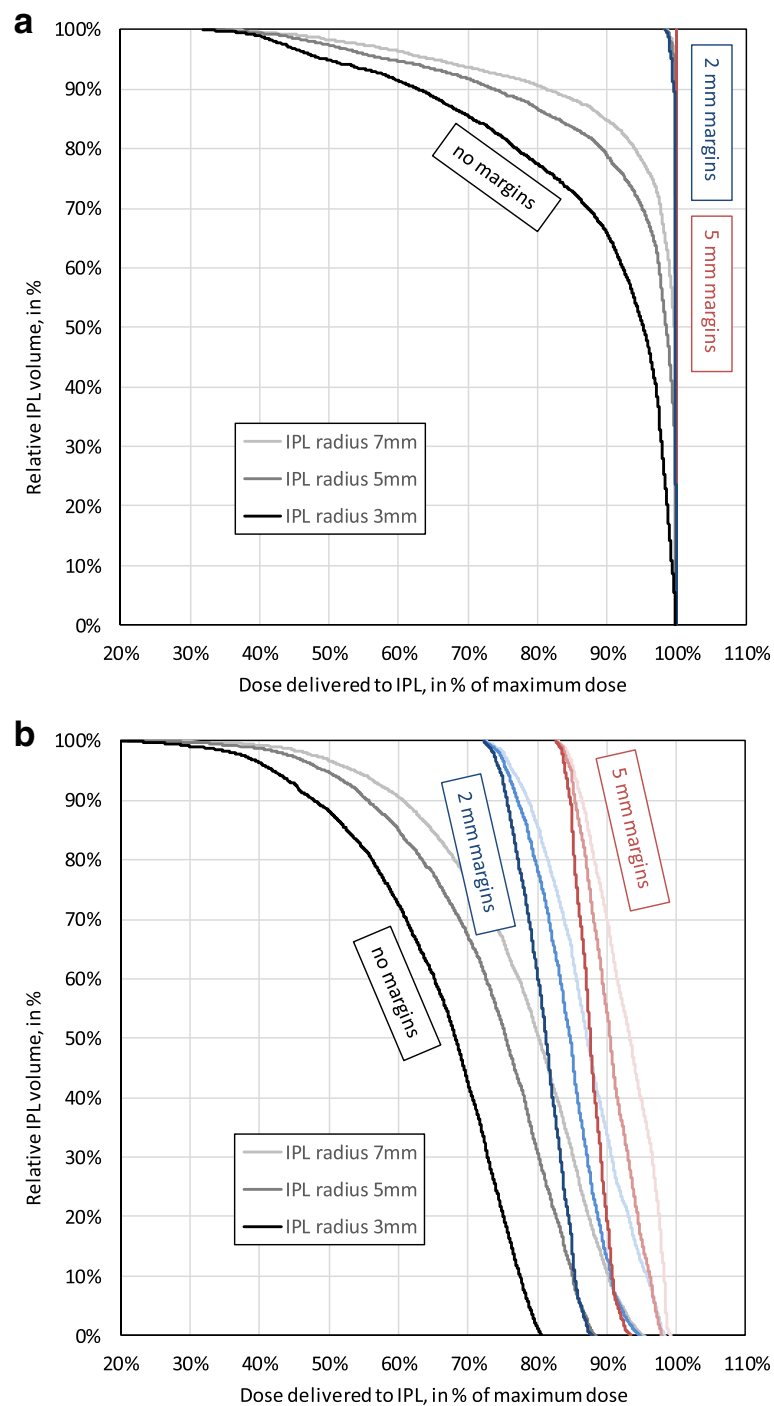 a
100%
90%
80%
70%
60%
50%
40%
30%
20%
10%
0%
Relative IPL volume, in %
no margins
2 mm margins
5 mm margins
IPL radius 7mm
IPL radius 5mm
IPL radius 3mm
20% 30% 40% 50% 60% 70% 80% 90% 100% 110%
Dose delivered to IPL, in % of maximum dose
b
100%
90%
80%
70%
60%
50%
40%
30%
20%
10%
0%
Relative IPL volume, in %
no margins
2 mm margins
5 mm margins
IPL radius 7mm
IPL radius 5mm
IPL radius 3mm
20% 30% 40% 50% 60% 70% 80% 90% 100% 110%
Dose delivered to IPL, in % of maximum dose